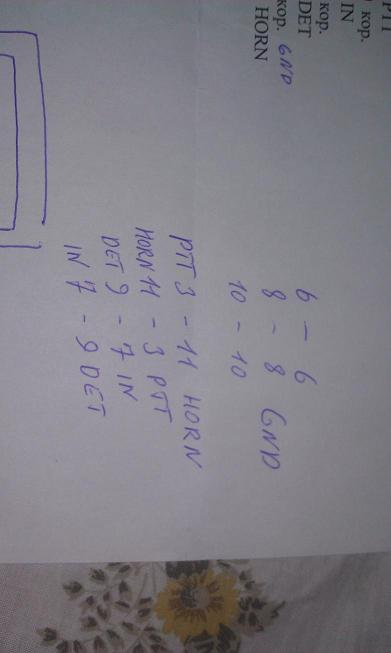 PTT
кор.
IN
кор.
DET
кор. GND
HORN
6 - 6
8 - 8 GND
10 - 10
PTT 3 - 11 HORN
HORN 11 - 3 PTT
DET 9 - 7 IN
IN 7 - 9 DET